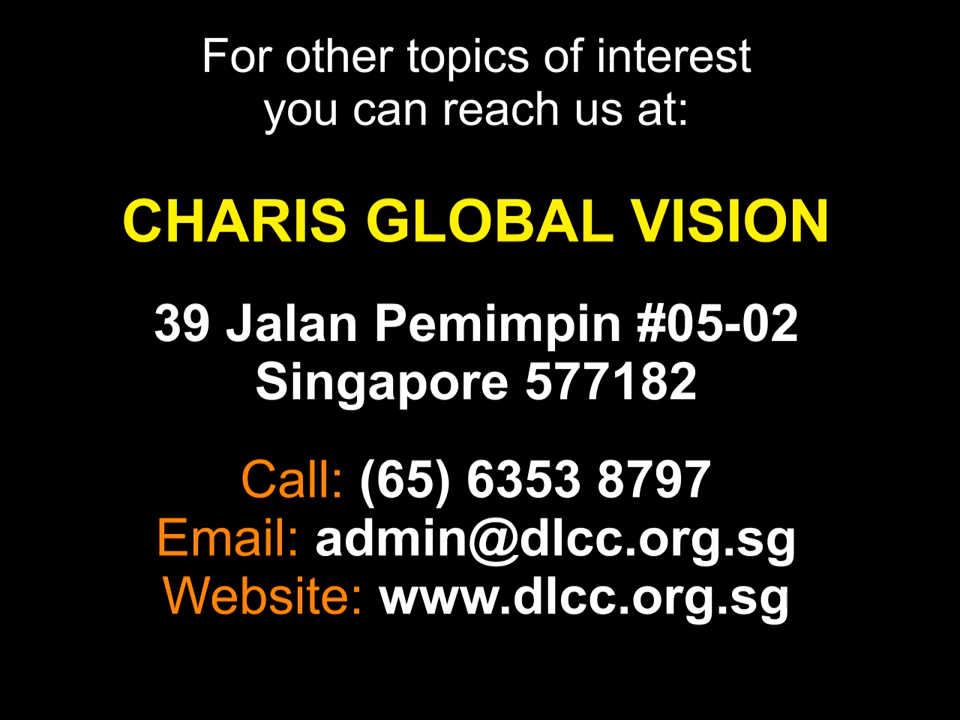 For other topics of interest
you can reach us at:
CHARIS GLOBAL VISION
39 Jalan Pemimpin #05-02
Singapore 577182
Call: (65) 6353 8797
Email: admin@dlcc.org.sg
Website: www.dlcc.org.sg